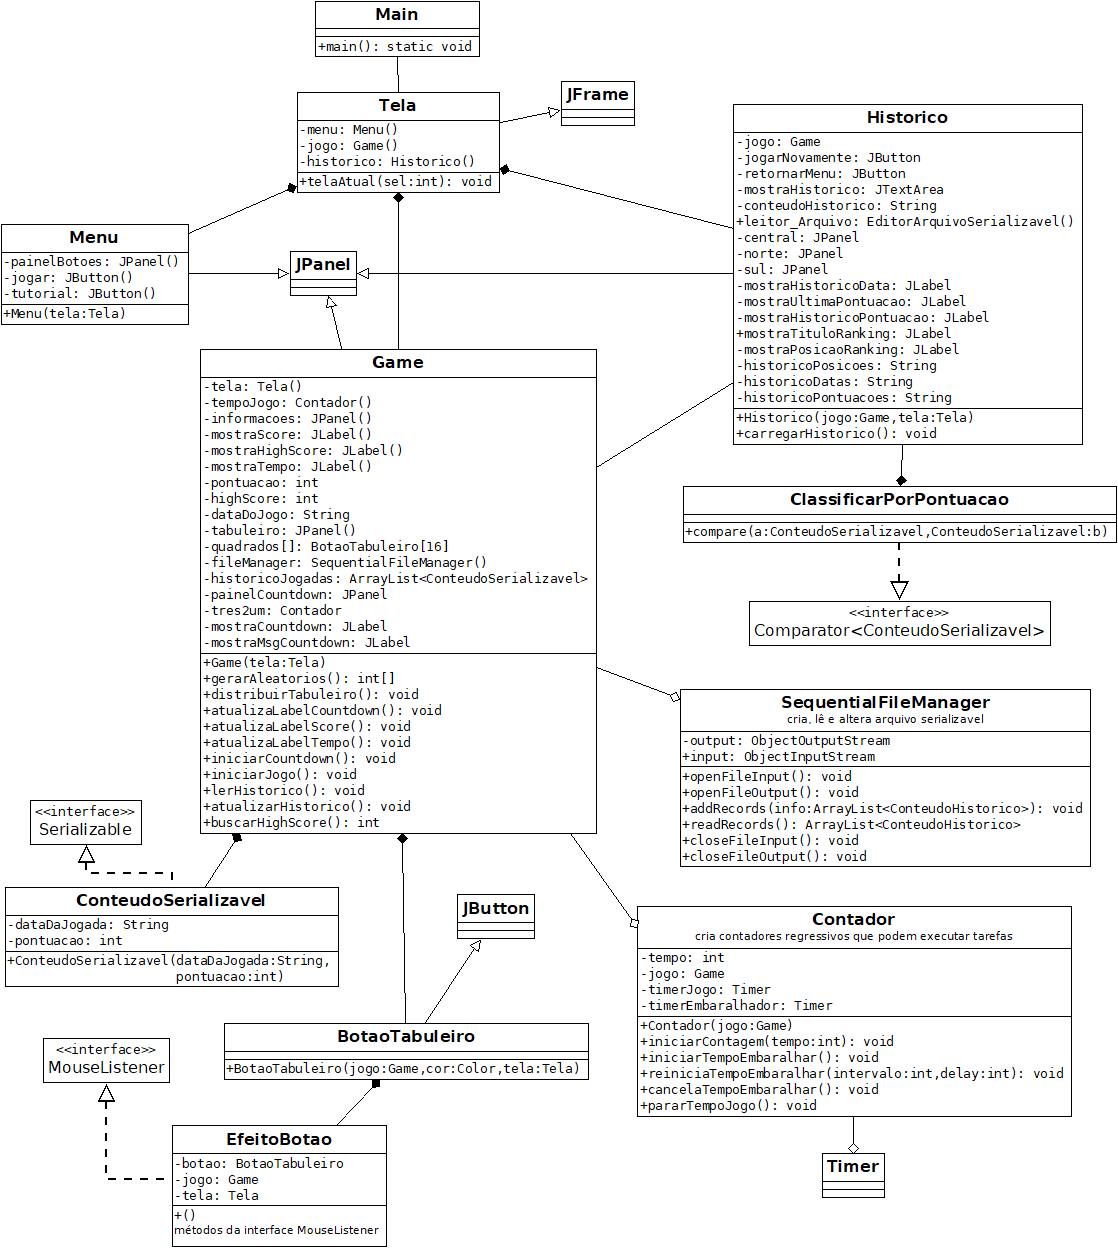 Main
+main(): static void
Tela
-menu: Menu()
-jogo: Game()
-historico: Historico()
+telaAtual(sel:int): void
JFrame
Historico
-jogo: Game
-jogarNovamente: JButton
-retornarMenu: JButton
-mostraHistorico: JTextArea
-conteudoHistorico: String
+leitor_Arquivo: EditorArquivoSerializavel()
-central: JPanel
-norte: JPanel
-sul: JPanel
-mostraHistoricoData: JLabel
-mostraUltimaPontuacao: JLabel
-mostraHistoricoPontuacao: JLabel
+mostraTituloRanking: JLabel
-mostraPosicaoRanking: JLabel
-historicoPosicoes: String
-historicoDatas: String
-historicoPontuacoes: String
+Historico(jogo:Game,tela:Tela)
+carregarHistorico(): void
Menu
-painelBotoes: JPanel()
-jogar: JButton()
-tutorial: JButton()
+Menu(tela:Tela)
JPanel
Game
-tela: Tela()
-tempoJogo: Contador()
-informacoes: JPanel()
-mostraScore: JLabel()
-mostraHighScore: JLabel()
-mostraTempo: JLabel()
-pontuacao: int
-highScore: int
-dataDoJogo: String
-tabuleiro: JPanel()
-quadrados[]: BotaoTabuleiro[16]
-fileManager: SequentialFileManager()
-historicoJogadas: ArrayList<ConteudoSerializavel>
-painelCountdown: JPanel
-tres2um: Contador
-mostraCountdown: JLabel
-mostraMsgCountdown: JLabel
+Game(tela:Tela)
+gerarAleatorios(): int[]
+distribuirTabuleiro(): void
+atualizaLabelCountdown(): void
+atualizaLabelScore(): void
+atualizaLabelTempo(): void
+iniciarCountdown(): void
+iniciarJogo(): void
+lerHistorico(): void
+atualizarHistorico(): void
+buscarHighScore(): int
ClassificarPorPontuacao
+compare(a:ConteudoSerializavel,ConteudoSerializavel:b)
<<interface>>
Comparator<ConteudoSerializavel>
SequentialFileManager
cria, lê e altera arquivo serializavel
-output: ObjectOutputStream
+input: ObjectInputStream
+openFileInput(): void
+openFileOutput(): void
+addRecords(info:ArrayList<ConteudoHistorico>): void
+readRecords(): ArrayList<ConteudoHistorico>
+closeFileInput(): void
+closeFileOutput(): void
<<interface>>
Serializable
ConteudoSerializavel
-dataDaJogada: String
-pontuacao: int
+ConteudoSerializavel(dataDaJogada:String,
pontuacao:int)
JButton
Contador
cria contadores regressivos que podem executar tarefas
-tempo: int
-jogo: Game
-timerJogo: Timer
-timerEmbaralhador: Timer
+Contador(jogo:Game)
+iniciarContagem(tempo:int): void
+iniciarTempoEmbaralhar(): void
+reiniciaTempoEmbaralhar(intervalo:int,delay:int): void
+cancelaTempoEmbaralhar(): void
+pararTempoJogo(): void
BotaoTabuleiro
+BotaoTabuleiro(jogo:Game,cor:Color,tela:Tela)
<<interface>>
MouseListener
EfeitoBotao
-botao: BotaoTabuleiro
-jogo: Game
-tela: Tela
+()
métodos da interface MouseListener
Timer